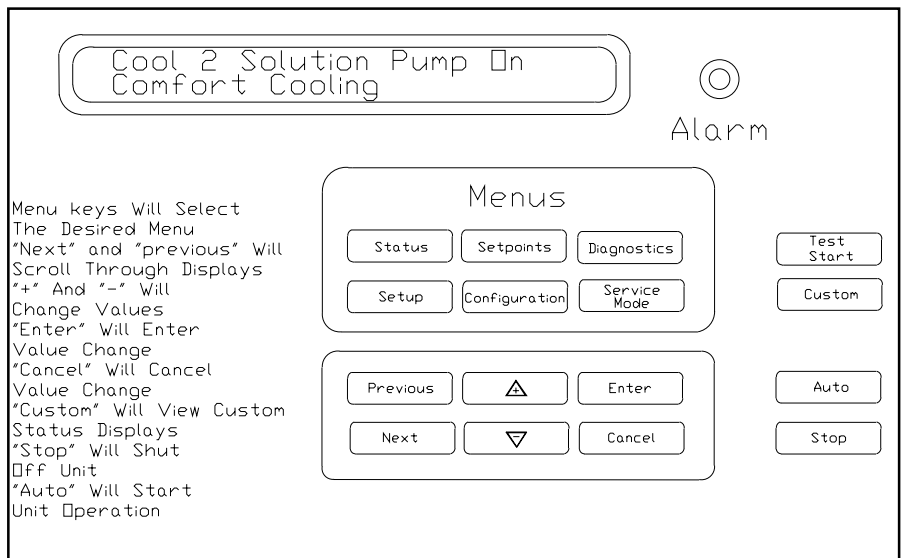 Cool 2 Solution Pump On
Comfort Cooling
Alarm
Menu keys Will Select
The Desired Menu
"Next" and "previous" Will
Scroll Through Displays
"+" And "-" Will
Change Values
"Enter" Will Enter
Value Change
"Cancel" Will Cancel
Value Change
"Custom" Will View Custom
Status Displays
"Stop" Will Shut
Off Unit
"Auto" Will Start
Unit Operation
Menus
Status
Setpoints
Diagnostics
Setup
Configuration
Service
Mode
Previous
+
Enter
Next
-
Cancel
Test
Start
Custom
Auto
Stop